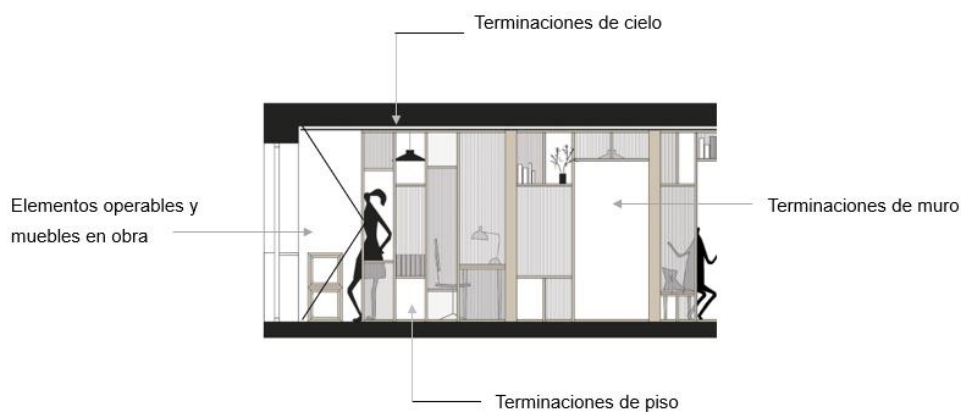 Terminaciones de cielo
Elementos operables y
muebles en obra
Terminaciones de muro
Terminaciones de piso